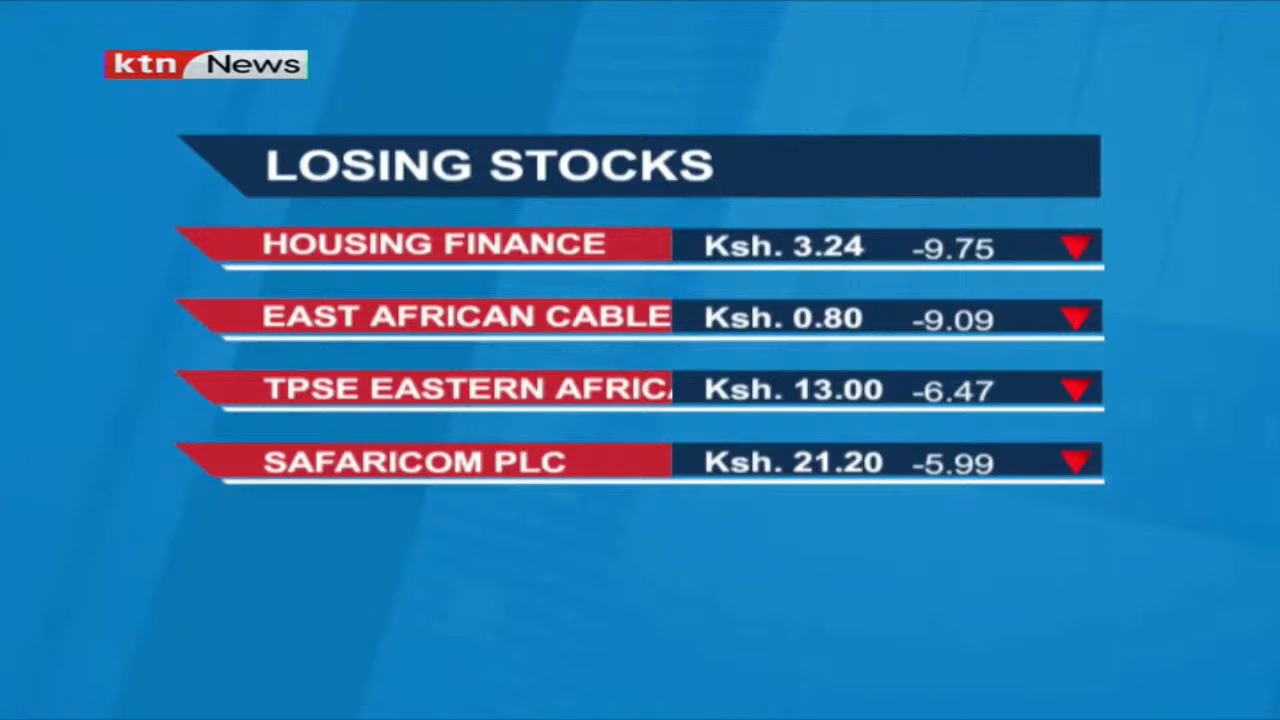 ktn News
LOSING STOCKS
HOUSING FINANCE Ksh. 3.24 -9.75
EAST AFRICAN CABLE Ksh. 0.80 -9.09
TPSE EASTERN AFRICA Ksh. 13.00 -6.47
SAFARICOM PLC Ksh. 21.20 -5.99